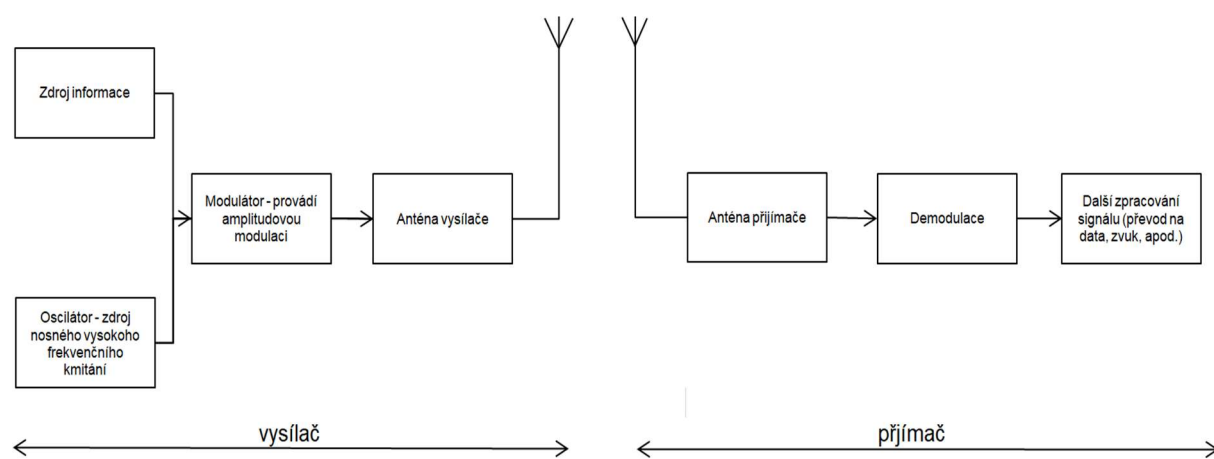 Zdroj informace
Modulátor - provádí
amplitudovou
modulaci
Anténa vysílače
Oscilátor - zdroj
nosného vysokoho
frekvenčního
kmitání
vysílač
Anténa přijímače
Demodulace
Další zpracování
signálu (převod na
data, zvuk, apod.)
přjímač